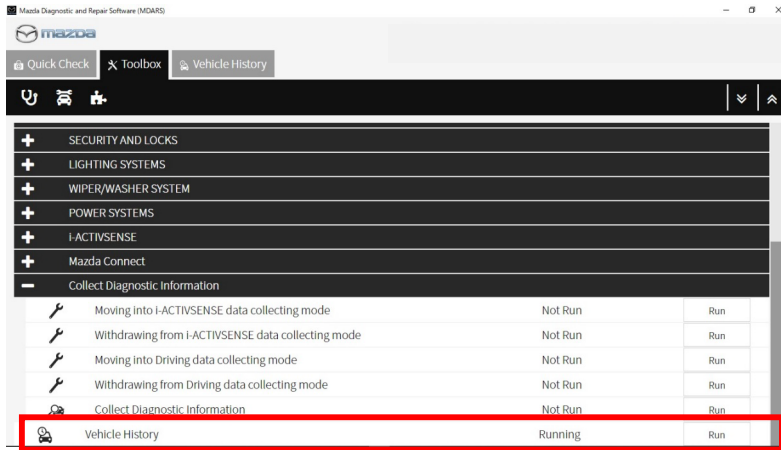 Mazda Diagnostic and Repair Software (MDARS)
mazda
Quick Check Toolbox Vehicle History
SECURITY AND LOCKS
LIGHTING SYSTEMS
WIPER/WASHER SYSTEM
POWER SYSTEMS
i-ACTIVSENSE
Mazda Connect
Collect Diagnostic Information
Moving into i-ACTIVSENSE data collecting mode Not Run Run
Withdrawing from i-ACTIVSENSE data collecting mode Not Run Run
Moving into Driving data collecting mode Not Run Run
Withdrawing from Driving data collecting mode Not Run Run
Collect Diagnostic Information Not Run Run
Vehicle History Running Run